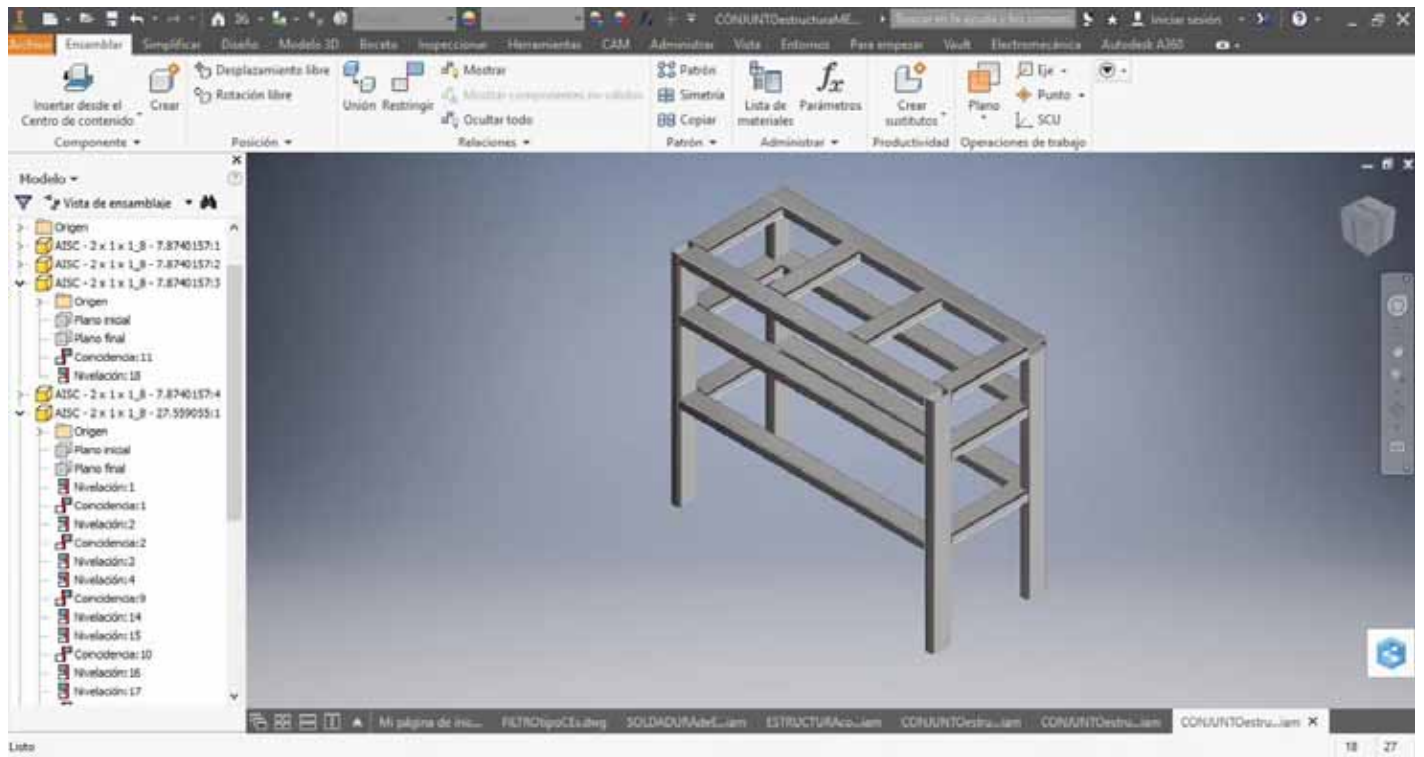 CONJUNTOestructuraME...
Iniciar sesión
Archivo Ensamblar Simplificar Diseño Modelo 3D Boceto Inspeccionar Herramientas CAM Administrar Vista Entornos Para empezar Vault Electromecánica Autodesk A360
Insertar desde el
Centro de contenido
Crear
Desplazamiento libre
Rotación libre
Unión Restringir
Mostrar
Mostrar componentes no válidos
Ocultar todo
Patrón
Simetría
Copiar
Lista de
materiales
Parámetros
Crear
sustitutos
Plano
Eje
Punto
SCU
Componente Posición Relaciones Patrón Administrar Productividad Operaciones de trabajo
Modelo
Vista de ensamblaje
Origen
AISC - 2 x 1 x 1_8 - 7.8740157:1
AISC - 2 x 1 x 1_8 - 7.8740157:2
AISC - 2 x 1 x 1_8 - 7.8740157:3
Origen
Plano inicial
Plano final
Coincidencia:11
Nivelación:18
AISC - 2 x 1 x 1_8 - 7.8740157:4
AISC - 2 x 1 x 1_8 - 27.559055:1
Origen
Plano inicial
Plano final
Nivelación:1
Coincidencia:1
Nivelación:2
Coincidencia:2
Nivelación:3
Nivelación:4
Coincidencia:9
Nivelación:14
Nivelación:15
Coincidencia:10
Nivelación:16
Nivelación:17
Mi página de inic... FILTROtipoCEs.dwg SOLDADURAdeE...iam ESTRUCTURAco...iam CONJUNTOestru...iam CONJUNTOestru...iam CONJUNTOestru...iam
Listo 18 27